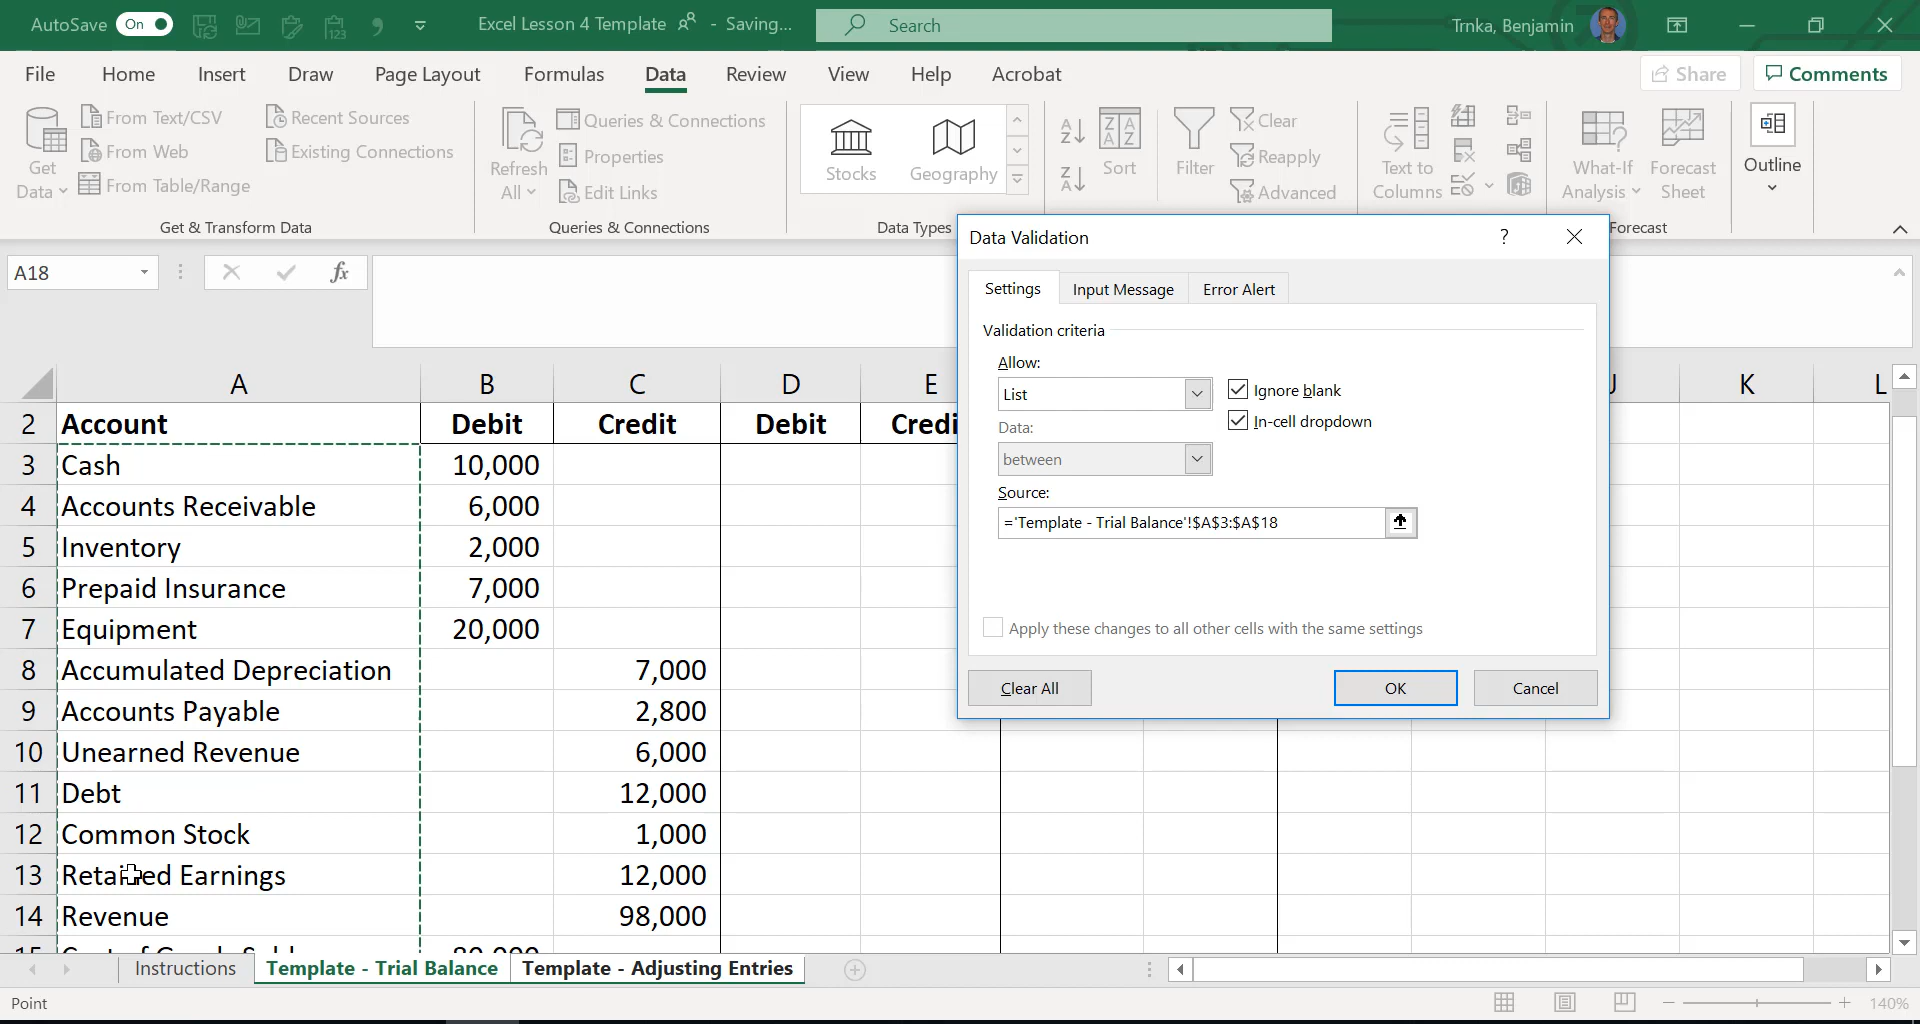 AutoSave On Excel Lesson 4 Template - Saving... Search Trnka, Benjamin
File Home Insert Draw Page Layout Formulas Data Review View Help Acrobat Share Comments
Get Data
From Text/CSV
From Web
From Table/Range
Recent Sources
Existing Connections
Get & Transform Data
Refresh All
Queries & Connections
Properties
Edit Links
Queries & Connections
Stocks
Geography
Data Types
Sort
Filter
Clear
Reapply
Advanced
Text to Columns
What-If Analysis
Forecast Sheet
Forecast
Outline
A18 fx
Data Validation ?
Settings Input Message Error Alert
Validation criteria
Allow:
List Ignore blank
In-cell dropdown
Data:
between
Source:
='Template - Trial Balance'!$A$3:$A$18
Apply these changes to all other cells with the same settings
Clear All OK Cancel
A B C D E K L
2 Account Debit Credit Debit Credi
3 Cash 10,000
4 Accounts Receivable 6,000
5 Inventory 2,000
6 Prepaid Insurance 7,000
7 Equipment 20,000
8 Accumulated Depreciation 7,000
9 Accounts Payable 2,800
10 Unearned Revenue 6,000
11 Debt 12,000
12 Common Stock 1,000
13 Retained Earnings 12,000
14 Revenue 98,000
15 Cost of Goods Sold 80,000
Instructions Template - Trial Balance Template - Adjusting Entries
Point 140%